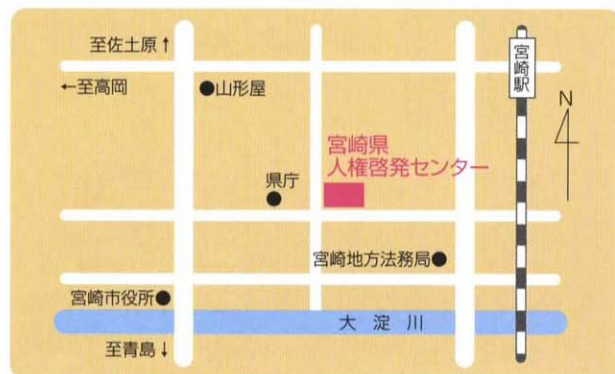 至佐土原↑
←至高岡
●山形屋
宮崎駅
N
宮崎県
人権啓発センター
県庁
宮崎地方法務局●
宮崎市役所●
大淀川
至青島↓